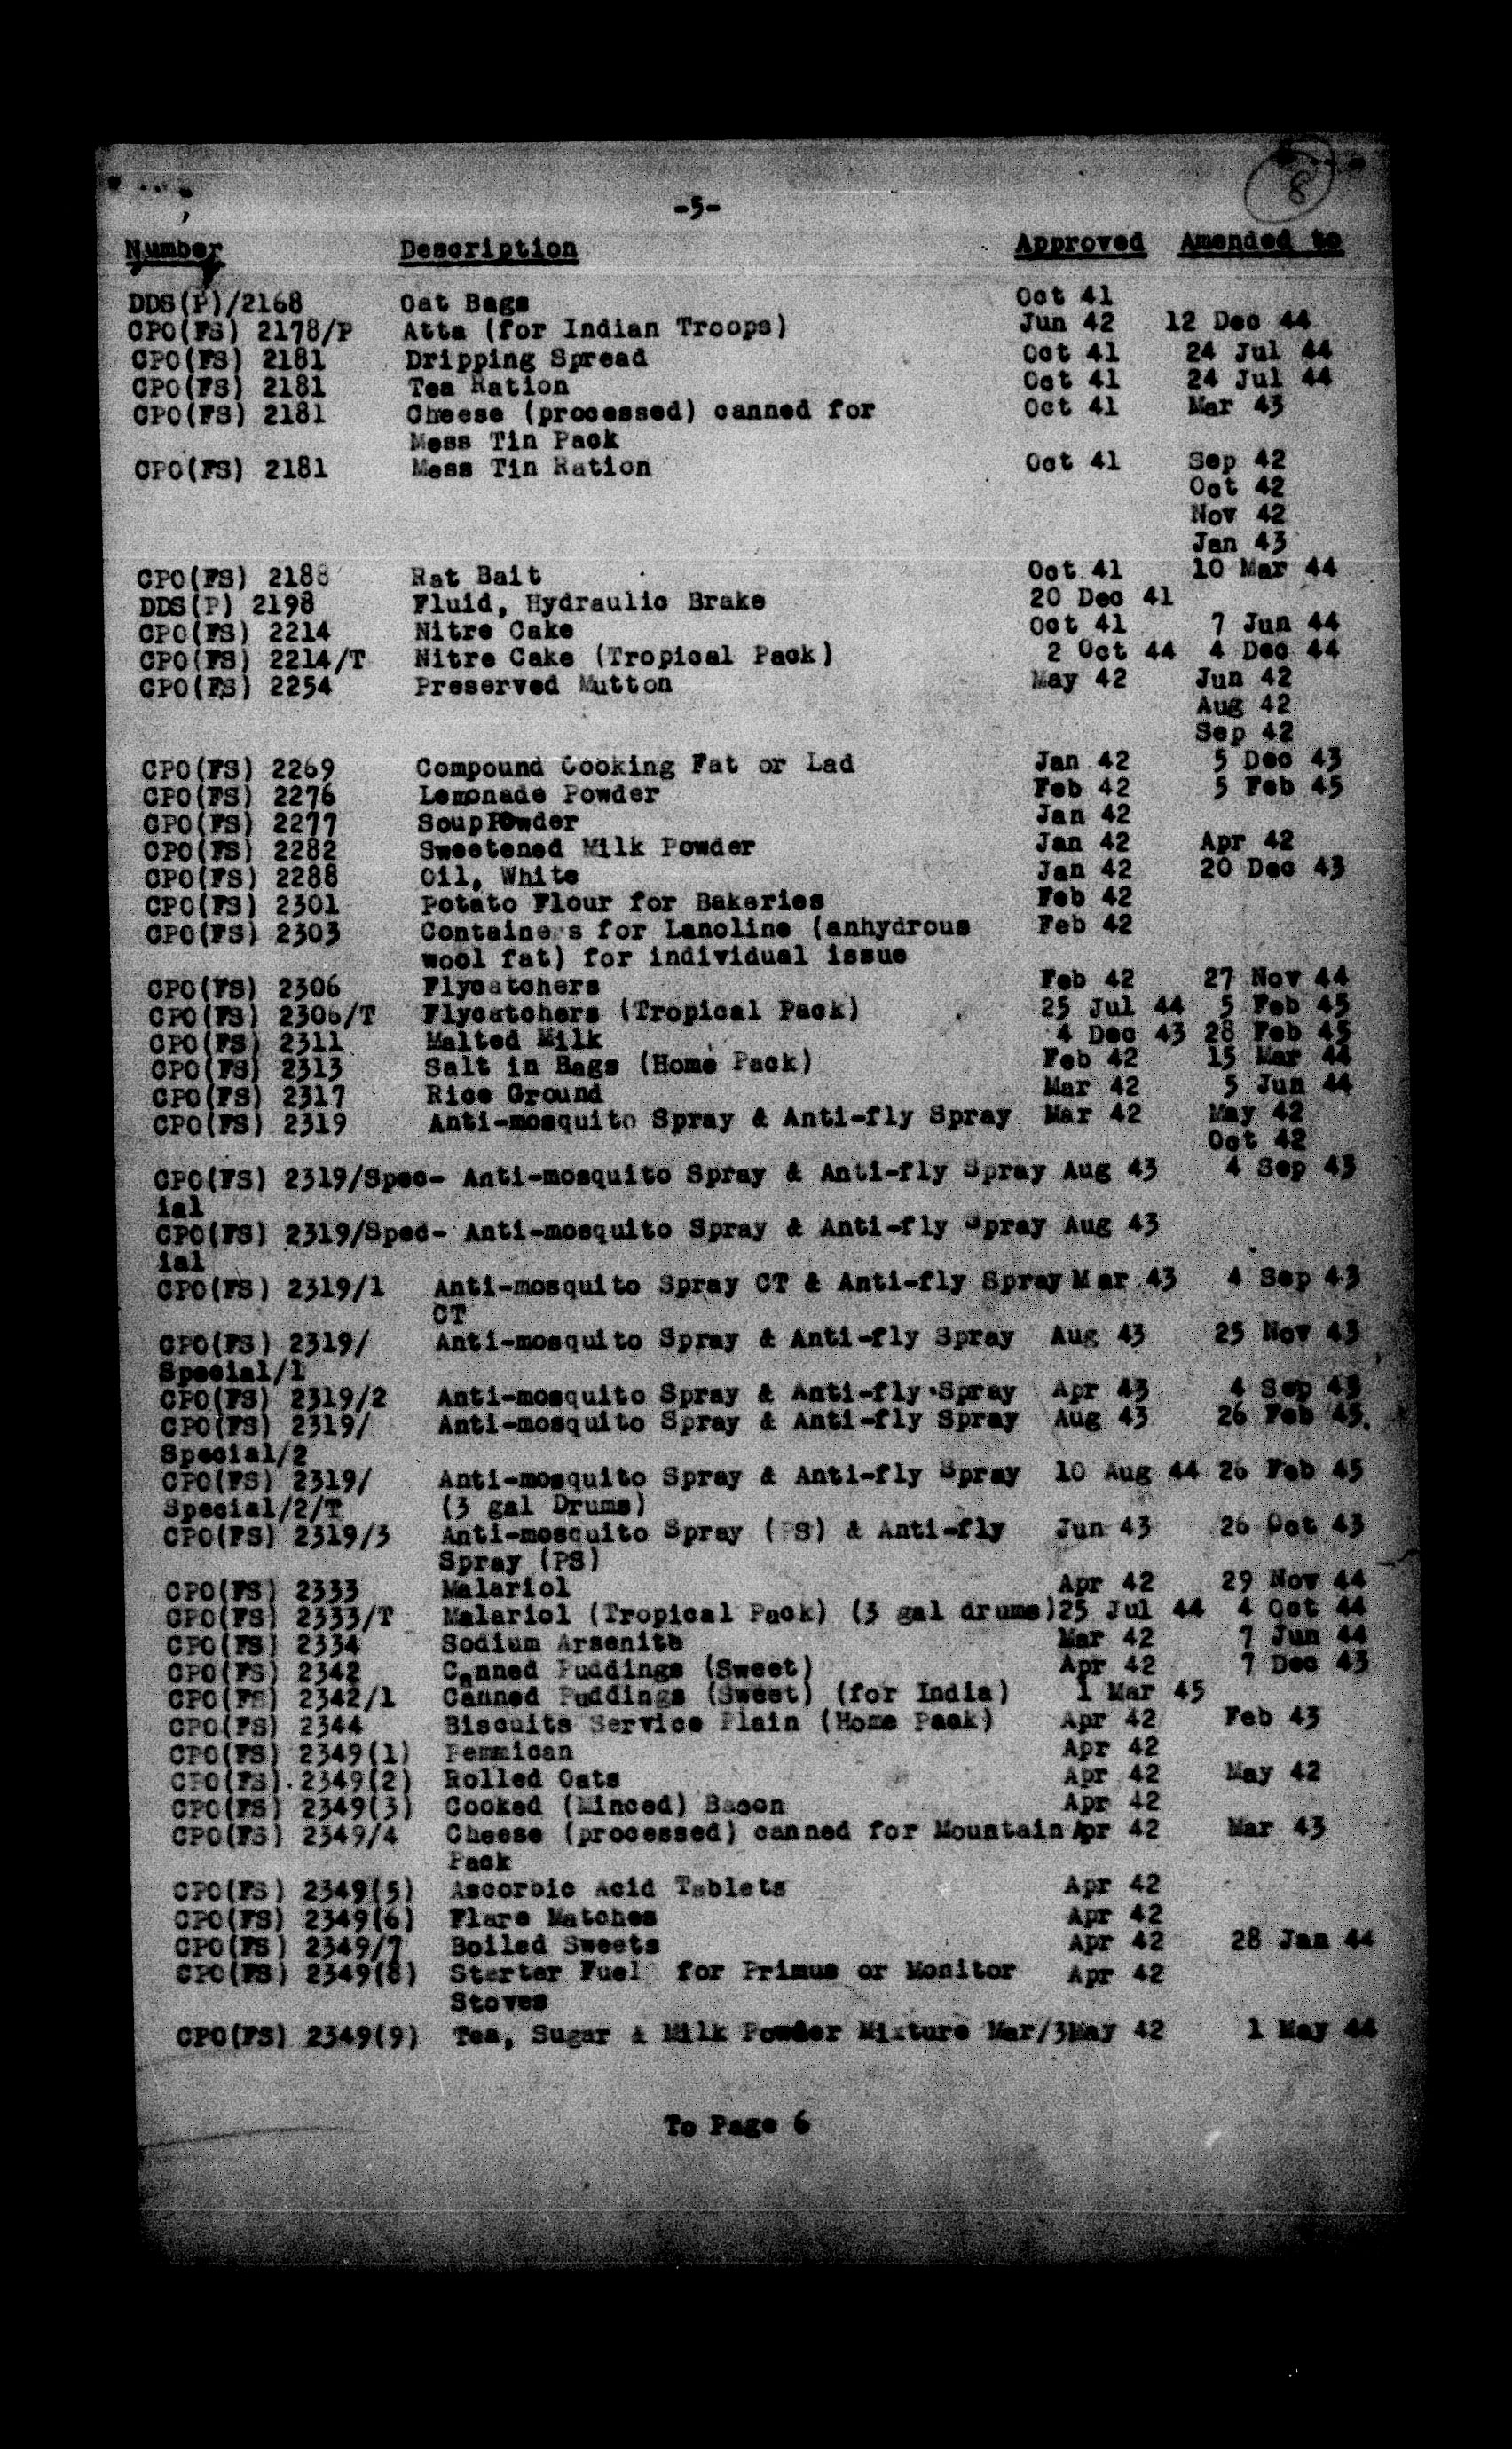 8
-5-
Number Description Approved Amended to
DDS(P)/2168 Oat Bags Oct 41
CPO(FS) 2178/P Atta (for Indian Troops) Jun 42 12 Dec 44
CPO(FS) 2181 Dripping Spread Oct 41 24 Jul 44
CPO(FS) 2181 Tea Ration Oct 41 24 Jul 44
CPO(FS) 2181 Cheese (processed) canned for Oct 41 Mar 43
Mess Tin Pack
CPO(FS) 2181 Mess Tin Ration Oct 41 Sep 42
Oct 42
Nov 42
Jan 43
CPO(FS) 2188 Rat Bait Oct 41 10 Mar 44
DDS(P) 2198 Fluid, Hydraulic Brake 20 Dec 41
CPO(FS) 2214 Nitre Cake Oct 41 7 Jun 44
CPO(FS) 2214/T Nitre Cake (Tropical Pack) 2 Oct 44 4 Dec 44
CPO(FS) 2254 Preserved Mutton May 42 Jun 42
Aug 42
Sep 42
CPO(FS) 2269 Compound Cooking Fat or Lad Jan 42 5 Dec 43
CPO(FS) 2276 Lemonade Powder Feb 42 5 Feb 45
CPO(FS) 2277 SoupPowder Jan 42
CPO(FS) 2282 Sweetened Milk Powder Jan 42 Apr 42
CPO(FS) 2288 Oil, White Jan 42 20 Dec 43
CPO(FS) 2301 Potato Flour for Bakeries Feb 42
CPO(FS) 2303 Containers for Lanoline (anhydrous Feb 42
wool fat) for individual issue
CPO(FS) 2306 Flycatchers Feb 42 27 Nov 44
CPO(FS) 2306/T Flycatchers (Tropical Pack) 25 Jul 44 5 Feb 45
CPO(FS) 2311 Malted Milk 4 Dec 43 28 Feb 45
CPO(FS) 2313 Salt in Bags (Home Pack) Feb 42 15 Mar 44
CPO(FS) 2317 Rice Ground Mar 42 5 Jun 44
CPO(FS) 2319 Anti-mosquito Spray & Anti-fly Spray Mar 42 May 42
Oct 42
CPO(FS) 2319/Spec- Anti-mosquito Spray & Anti-fly Spray Aug 43 4 Sep 43
ial
CPO(FS) 2319/Spec- Anti-mosquito Spray & Anti-fly Spray Aug 43
ial
CPO(FS) 2319/1 Anti-mosquito Spray CT & Anti-fly Spray Mar 43 4 Sep 43
CT
CPO(FS) 2319/ Anti-mosquito Spray & Anti-fly Spray Aug 43 25 Nov 43
Special/1
CPO(FS) 2319/2 Anti-mosquito Spray & Anti-fly Spray Apr 43 4 Sep 43
CPO(FS) 2319/ Anti-mosquito Spray & Anti-fly Spray Aug 43 26 Feb 45.
Special/2
CPO(FS) 2319/ Anti-mosquito Spray & Anti-fly Spray 10 Aug 44 26 Feb 45
Special/2/T (3 gal Drums)
CPO(FS) 2319/3 Anti-mosquito Spray (PS) & Anti-fly Jun 43 26 Oct 43
Spray (PS)
CPO(FS) 2333 Malariol Apr 42 29 Nov 44
CPO(FS) 2333/T Malariol (Tropical Pack) (3 gal drums)25 Jul 44 4 Oct 44
CPO(FS) 2334 Sodium Arsenite Mar 42 7 Jun 44
CPO(FS) 2342 Canned Puddings (Sweet) Apr 42 7 Dec 43
CPO(FS) 2342/1 Canned Puddings (Sweet) (for India) 1 Mar 45
CPO(FS) 2344 Biscuits Service Plain (Home Pack) Apr 42 Feb 43
CPO(FS) 2349(1) Pemmican Apr 42
CPO(FS).2349(2) Rolled Oats Apr 42 May 42
CPO(FS) 2349(3) Cooked (Minced) Bacon Apr 42
CPO(FS) 2349/4 Cheese (processed) canned for Mountain Apr 42 Mar 43
Pack
CPO(FS) 2349(5) Ascorbic Acid Tablets Apr 42
CPO(FS) 2349(6) Flare Matches Apr 42
CPO(FS) 2349/7 Boiled Sweets Apr 42 28 Jan 44
CPO(FS) 2349(8) Starter Fuel for Primus or Monitor Apr 42
Stoves
CPO(FS) 2349(9) Tea, Sugar & Milk Powder Mixture Mar/3May 42 1 May 44
To Page 6